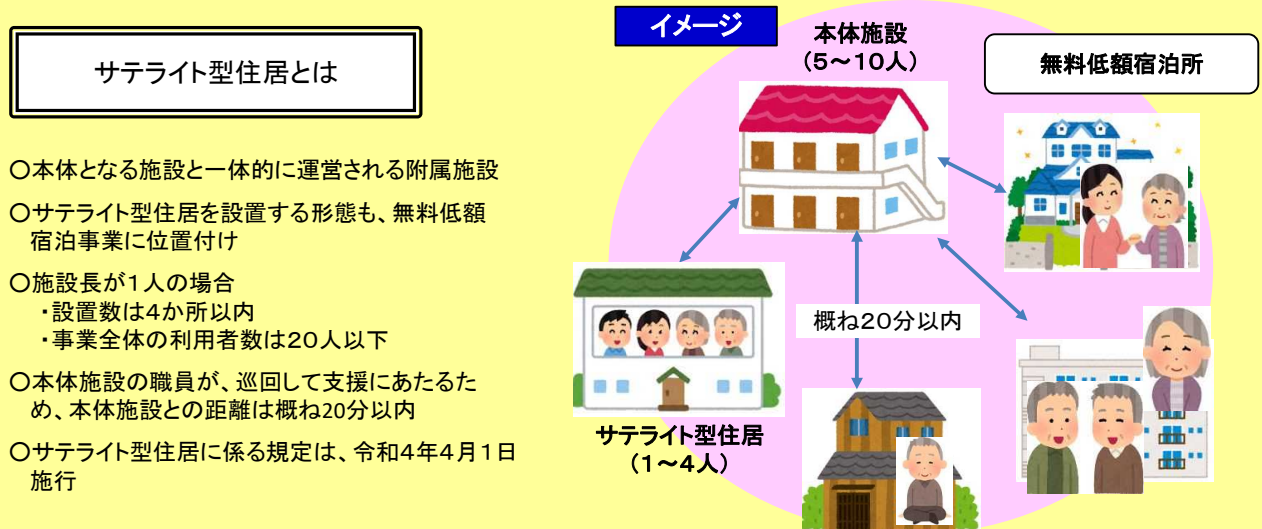 サテライト型住居とは
○本体となる施設と一体的に運営される附属施設
○サテライト型住居を設置する形態も、無料低額
宿泊事業に位置付け
○施設長が1人の場合
・設置数は4か所以内
・事業全体の利用者数は20人以下
○本体施設の職員が、巡回して支援にあたるた
め、本体施設との距離は概ね20分以内
○サテライト型住居に係る規定は、令和4年4月1日
施行
イメージ
本体施設
(5~10人)
無料低額宿泊所
概ね20分以内
サテライト型住居
(1~4人)